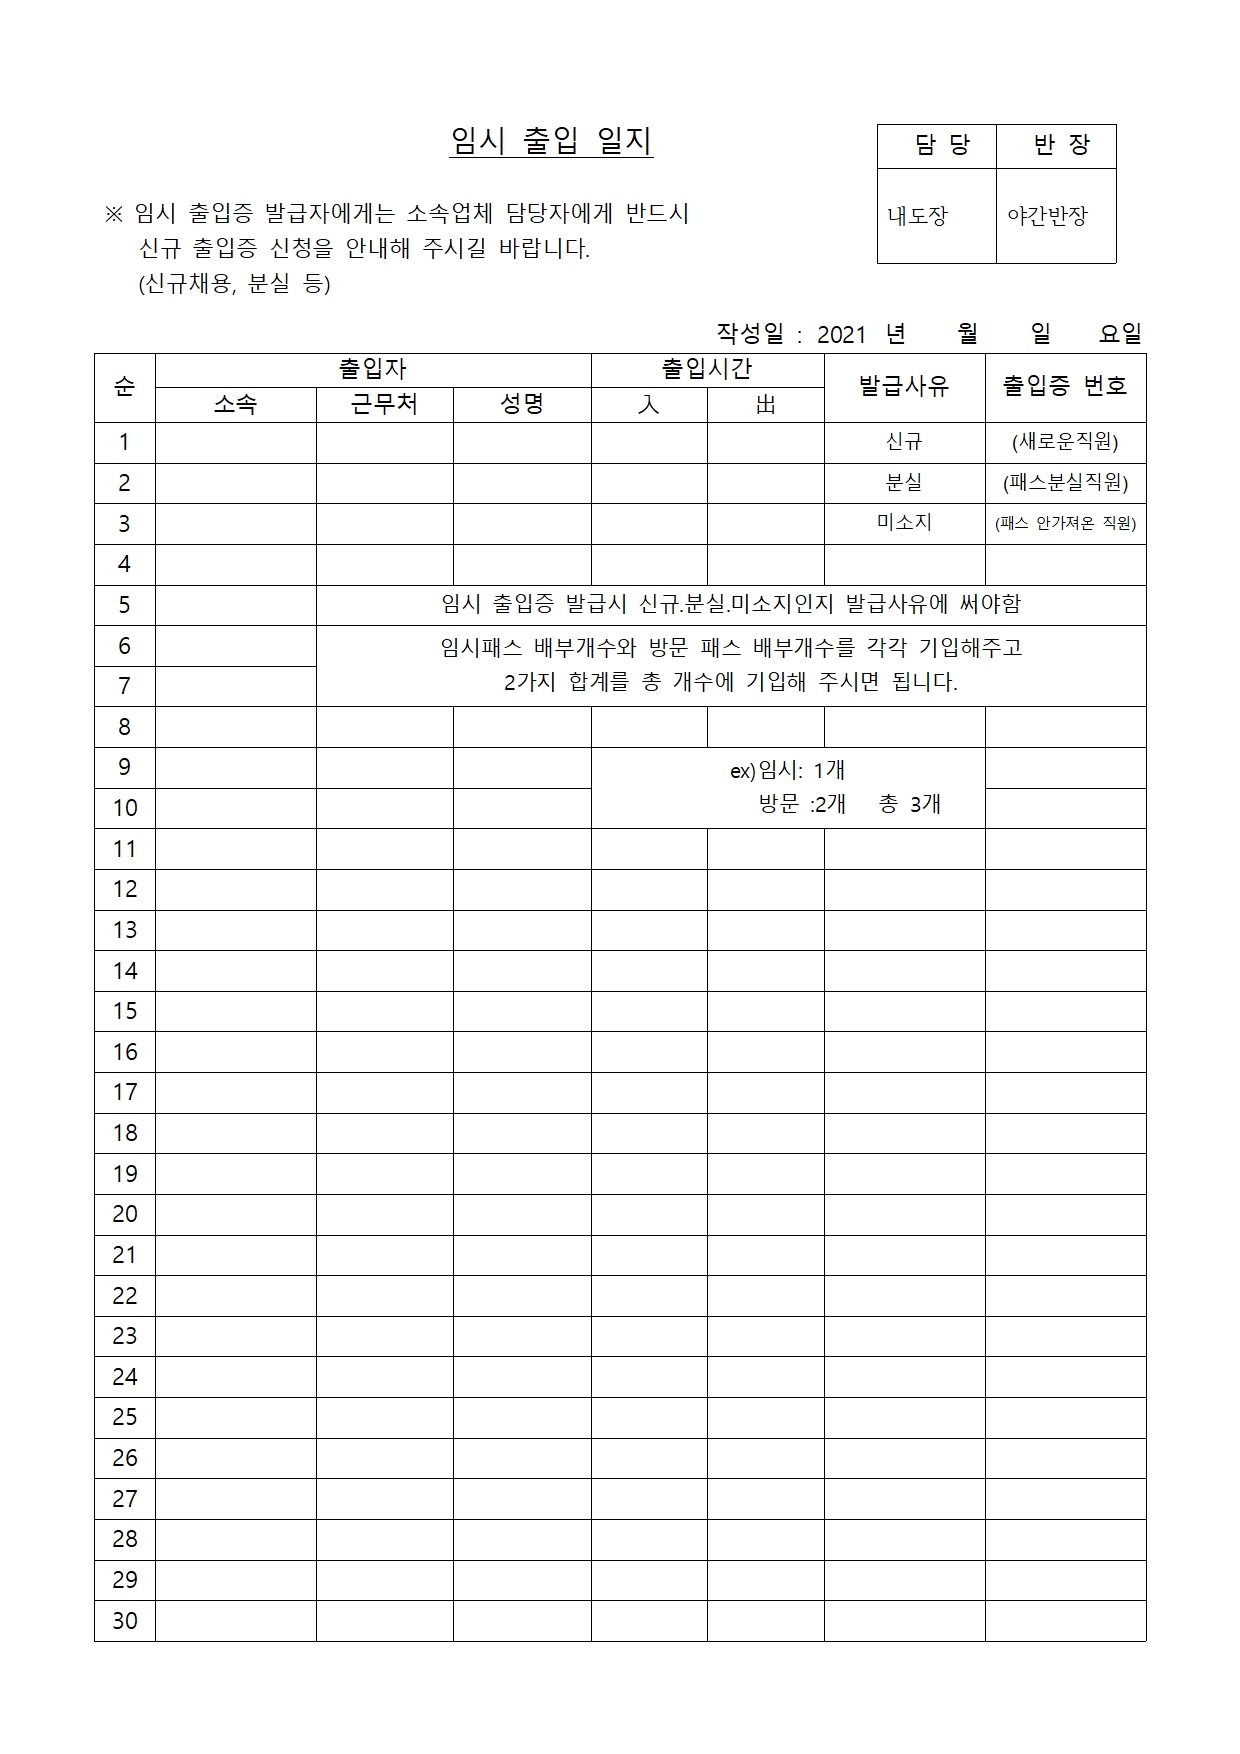 임시 출입 일지
담 당 반 장
내도장 야간반장
※ 임시 출입증 발급자에게는 소속업체 담당자에게 반드시
신규 출입증 신청을 안내해 주시길 바랍니다.
(신규채용, 분실 등)
작성일 : 2021 년 월 일 요일
순 출입자 출입시간 발급사유 출입증 번호
소속 근무처 성명 入 出
1 신규 (새로운직원)
2 분실 (패스분실직원)
3 미소지 (패스 안가져온 직원)
4
5 임시 출입증 발급시 신규.분실.미소지인지 발급사유에 써야함
6 임시패스 배부개수와 방문 패스 배부개수를 각각 기입해주고
7 2가지 합계를 총 개수에 기입해 주시면 됩니다.
8
9 ex)임시: 1개
10 방문 :2개 총 3개
11
12
13
14
15
16
17
18
19
20
21
22
23
24
25
26
27
28
29
30